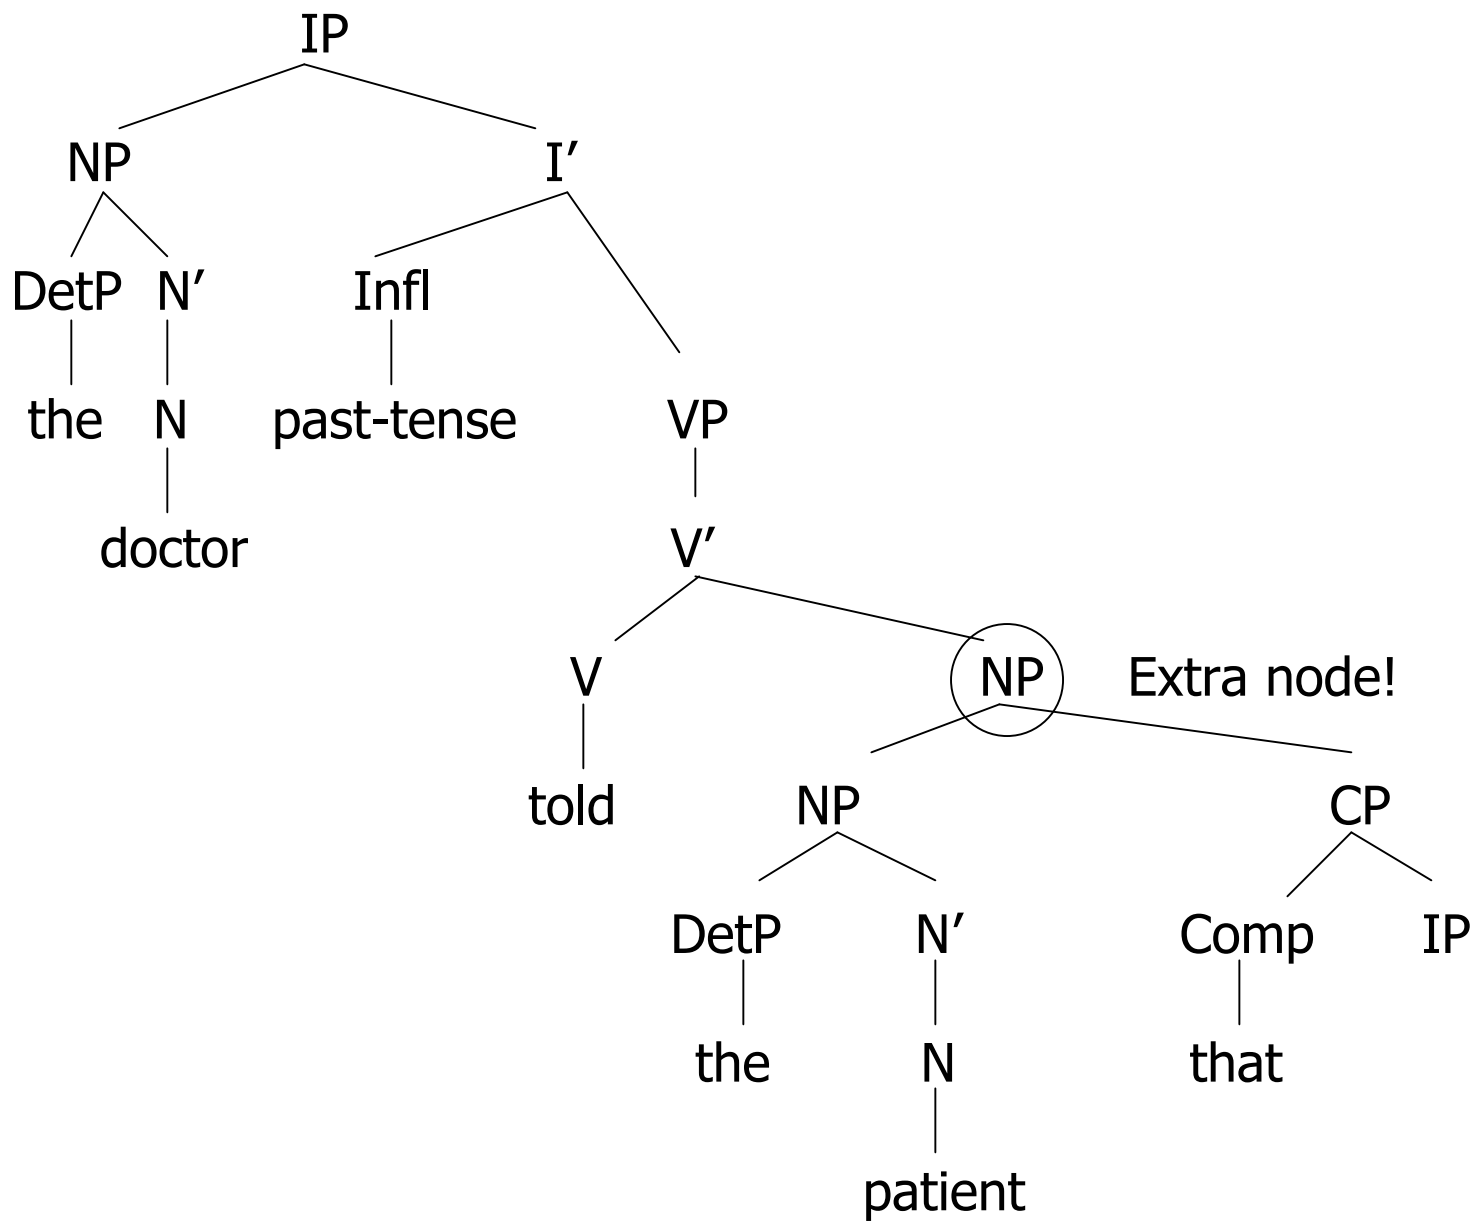 IP
NP I′
DetP N′ Infl
the N past-tense VP
doctor V′
V NP Extra node!
told NP CP
DetP N′ Comp IP
the N that
patient